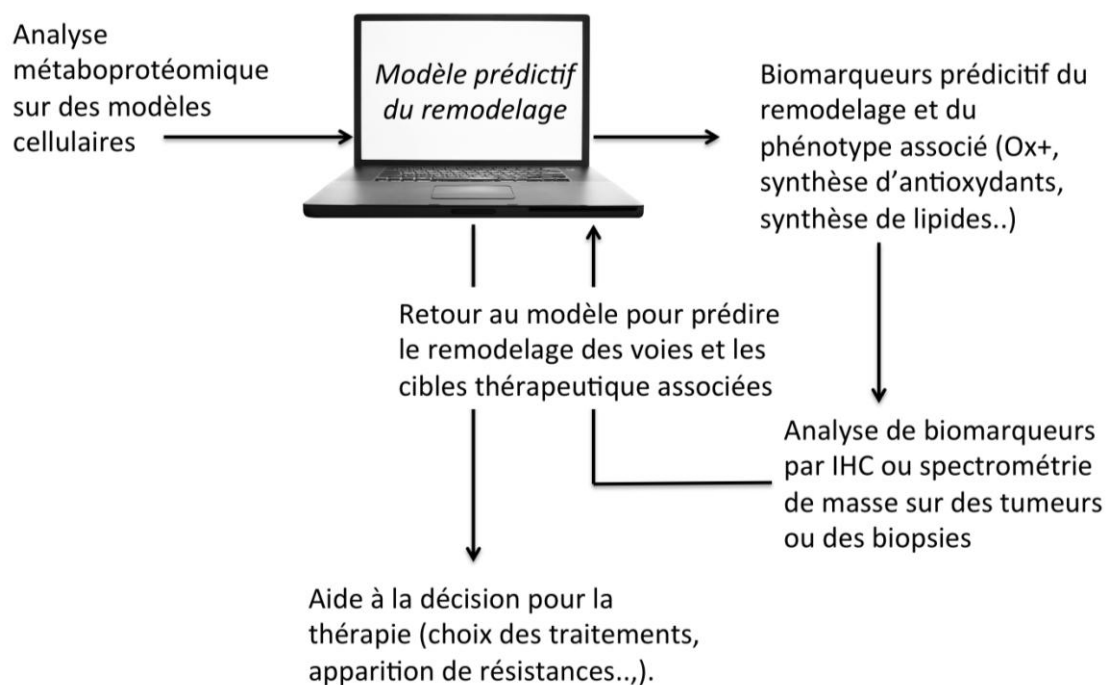 Analyse
métaboprotéomique
sur des modèles
cellulaires
Modèle prédictif
du remodelage
Biomarqueurs prédicitif du
remodelage et du
phénotype associé (Ox+,
synthèse d'antioxydants,
synthèse de lipides..)
Retour au modèle pour prédire
le remodelage des voies et les
cibles thérapeutique associées
Analyse de biomarqueurs
par IHC ou spectrométrie
de masse sur des tumeurs
ou des biopsies
Aide à la décision pour la
thérapie (choix des traitements,
apparition de résistances..,).